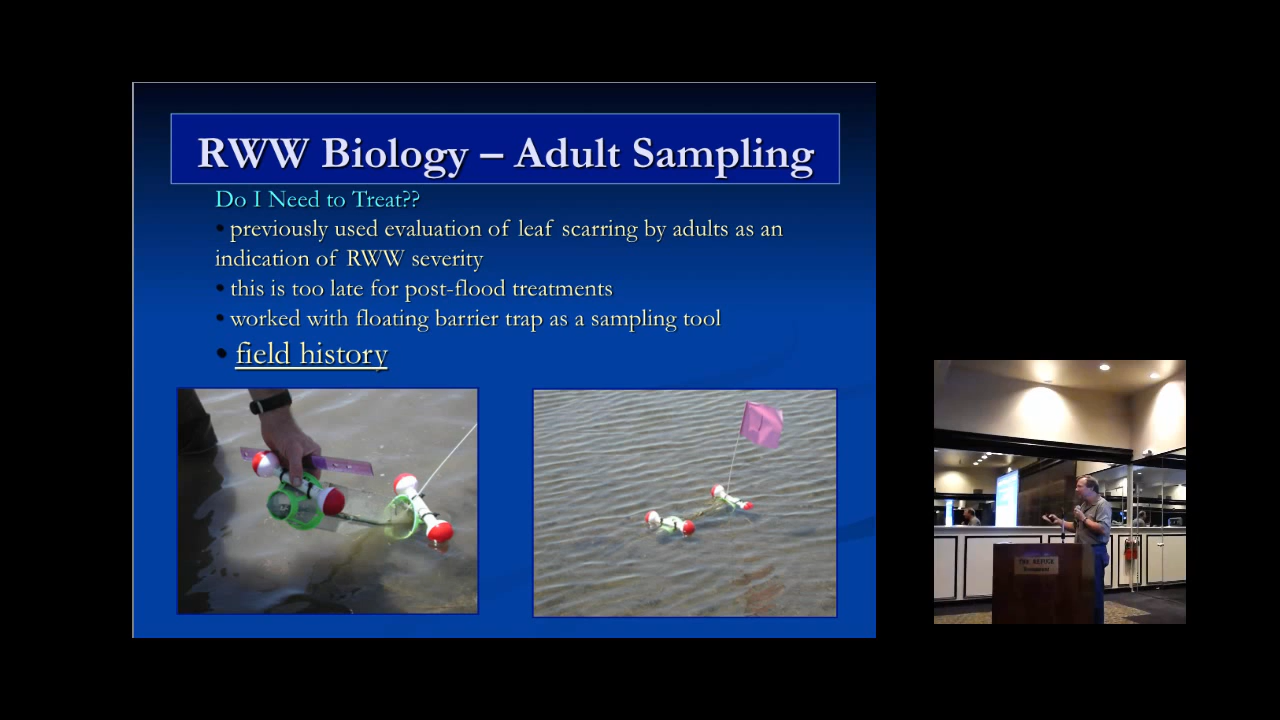 RWW Biology – Adult Sampling
Do I Need to Treat??
• previously used evaluation of leaf scarring by adults as an
indication of RWW severity
• this is too late for post-flood treatments
• worked with floating barrier trap as a sampling tool
• field history